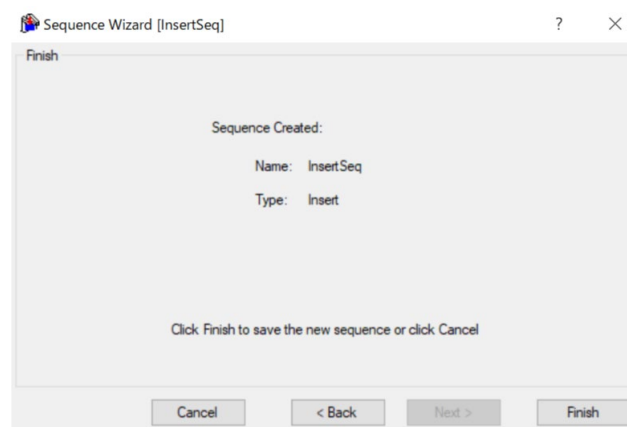 Sequence Wizard [InsertSeq] ? ×
Finish
Sequence Created:
Name: InsertSeq
Type: Insert
Click Finish to save the new sequence or click Cancel
Cancel < Back Next > Finish